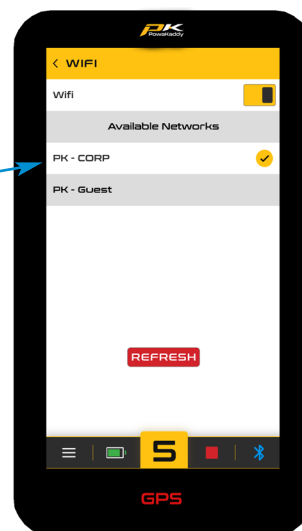 PK
PowaKaddy
< WIFI
Wifi
Available Networks
PK - CORP
PK - Guest
REFRESH
5
GPS